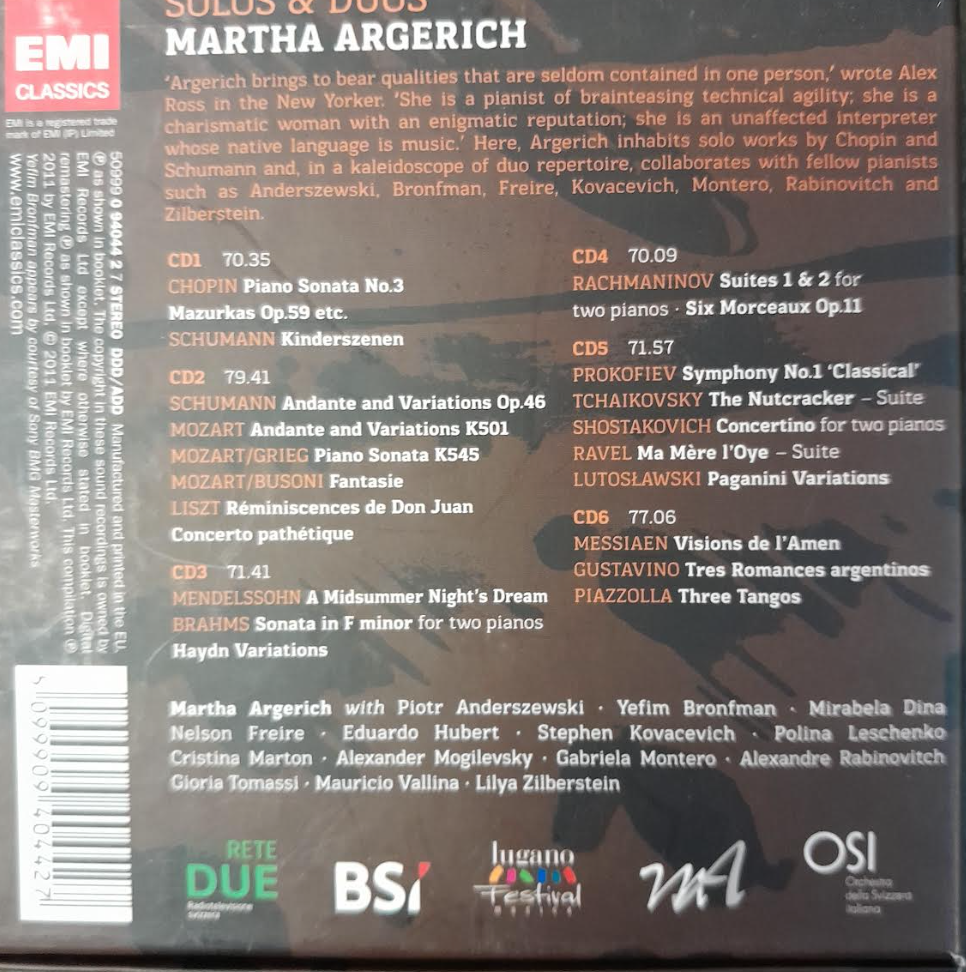 SOLOS & DUOS
MARTHA ARGERICH
'Argerich brings to bear qualities that are seldom contained in one person,' wrote Alex
Ross in the New Yorker. 'She is a pianist of brainteasing technical agility; she is a
charismatic woman with an enigmatic reputation; she is an unaffected interpreter
whose native language is music.' Here, Argerich inhabits solo works by Chopin and
Schumann and, in a kaleidoscope of duo repertoire, collaborates with fellow pianists
such as Anderszewski, Bronfman, Freire, Kovacevich, Montero, Rabinovitch and
Zilberstein.
CD1 70.35
CHOPIN Piano Sonata No.3
Mazurkas Op.59 etc.
SCHUMANN Kinderszenen
CD2 79.41
SCHUMANN Andante and Variations Op.46
MOZART Andante and Variations K501
MOZART/GRIEG Piano Sonata K545
MOZART/BUSONI Fantasie
LISZT Réminiscences de Don Juan
Concerto pathétique
CD3 71.41
MENDELSSOHN A Midsummer Night's Dream
BRAHMS Sonata in F minor for two pianos
Haydn Variations
CD4 70.09
RACHMANINOV Suites 1 & 2 for
two pianos · Six Morceaux Op.11
CD5 71.57
PROKOFIEV Symphony No.1 'Classical'
TCHAIKOVSKY The Nutcracker – Suite
SHOSTAKOVICH Concertino for two pianos
RAVEL Ma Mère l'Oye – Suite
LUTOSŁAWSKI Paganini Variations
CD6 77.06
MESSIAEN Visions de l'Amen
GUSTAVINO Tres Romances argentinos
PIAZZOLLA Three Tangos
Martha Argerich with Piotr Anderszewski · Yefim Bronfman · Mirabela Dina
Nelson Freire · Eduardo Hubert · Stephen Kovacevich · Polina Leschenko
Cristina Marton · Alexander Mogilevsky · Gabriela Montero · Alexandre Rabinovitch
Gloria Tomassi · Mauricio Vallina · Lilya Zilberstein
RETE
DUE
Radiotelevisione
svizzera
BSi
lugano
Festival
MA
OSI
Orchestra
della Svizzera
italiana
EMI
CLASSICS
EMI is a registered trade
mark of EMI (IP) Limited
50999 0 94044 2 7 STEREO DDD/ADD Manufactured and printed in the EU.
℗ as shown in booklet. The copyright in these sound recordings is owned by
EMI Records Ltd except where otherwise stated in booklet. Digital
remastering ℗ as shown in booklet by EMI Records Ltd. This compilation ℗
2011 by EMI Records Ltd. © 2011 EMI Records Ltd.
Yefim Bronfman appears by courtesy of Sony BMG Masterworks
www.emiclassics.com
5 099909 404427